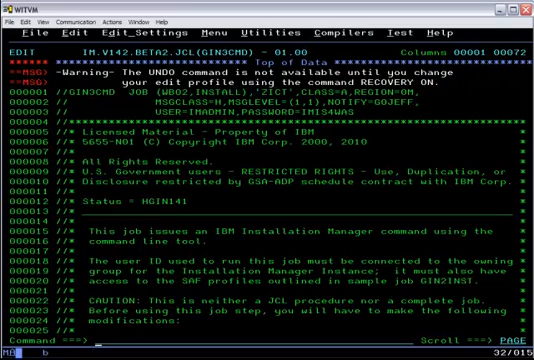 WITVM
File Edit View Communication Actions Window Help
File Edit Edit_Settings Menu Utilities Compilers Test Help
EDIT IM.V142.BETA2.JCL(GIN3CMD) - 01.00 Columns 00001 00072
****** ***************************** Top of Data ******************************
==MSG> -Warning- The UNDO command is not available until you change
==MSG> your edit profile using the command RECOVERY ON.
000001 //GIN3CMD JOB (WBO2,INSTALL),'ZICT',CLASS=A,REGION=0M,
000002 // MSGCLASS=H,MSGLEVEL=(1,1),NOTIFY=GOJEFF,
000003 // USER=IMADMIN,PASSWORD=IMIS4WAS
000004 //*********************************************************************
000005 //* Licensed Material - Property of IBM *
000006 //* 5655-N01 (C) Copyright IBM Corp. 2000, 2010 *
000007 //* *
000008 //* All Rights Reserved. *
000009 //* U.S. Government users - RESTRICTED RIGHTS - Use, Duplication, or *
000010 //* Disclosure restricted by GSA-ADP schedule contract with IBM Corp. *
000011 //* *
000012 //* Status = HGIN141 *
000013 //* *
000014 //* *
000015 //* This job issues an IBM Installation Manager command using the *
000016 //* command line tool. *
000017 //* *
000018 //* The user ID used to run this job must be connected to the owning *
000019 //* group for the Installation Manager Instance; it must also have *
000020 //* access to the SAF profiles outlined in sample job GIN2INST. *
000021 //* *
000022 //* CAUTION: This is neither a JCL procedure nor a complete job. *
000023 //* Before using this job step, you will have to make the following *
000024 //* modifications: *
000025 //* *
Command ===> Scroll ===> PAGE
b 32/015